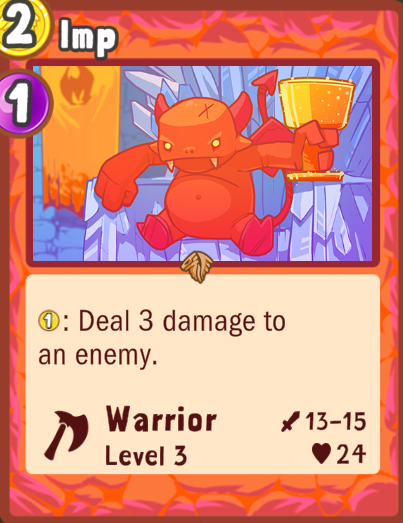 2 Imp
1
1: Deal 3 damage to
an enemy.
Warrior 13–15
Level 3 24